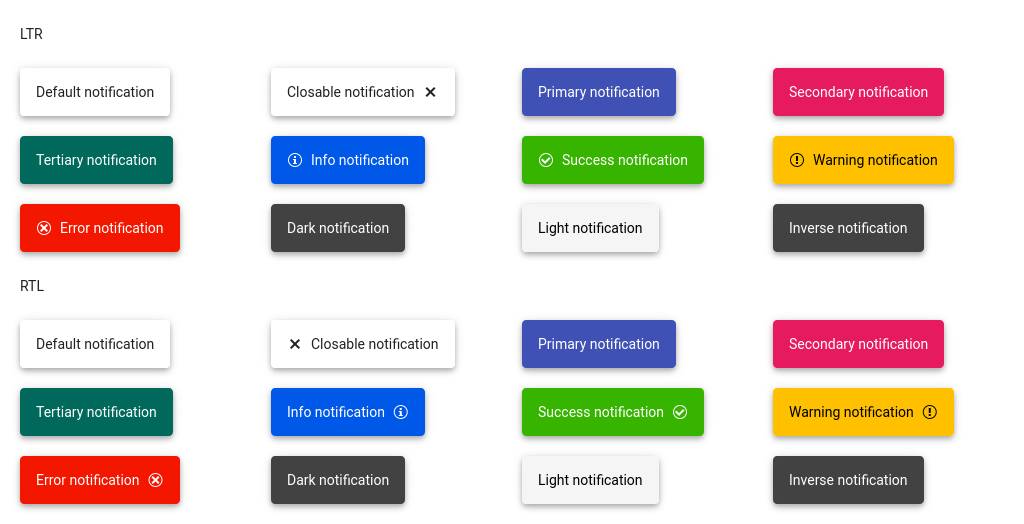 LTR
Default notification
Closable notification
Primary notification
Secondary notification
Tertiary notification
Info notification
Success notification
Warning notification
Error notification
Dark notification
Light notification
Inverse notification
RTL
Default notification
Closable notification
Primary notification
Secondary notification
Tertiary notification
Info notification
Success notification
Warning notification
Error notification
Dark notification
Light notification
Inverse notification